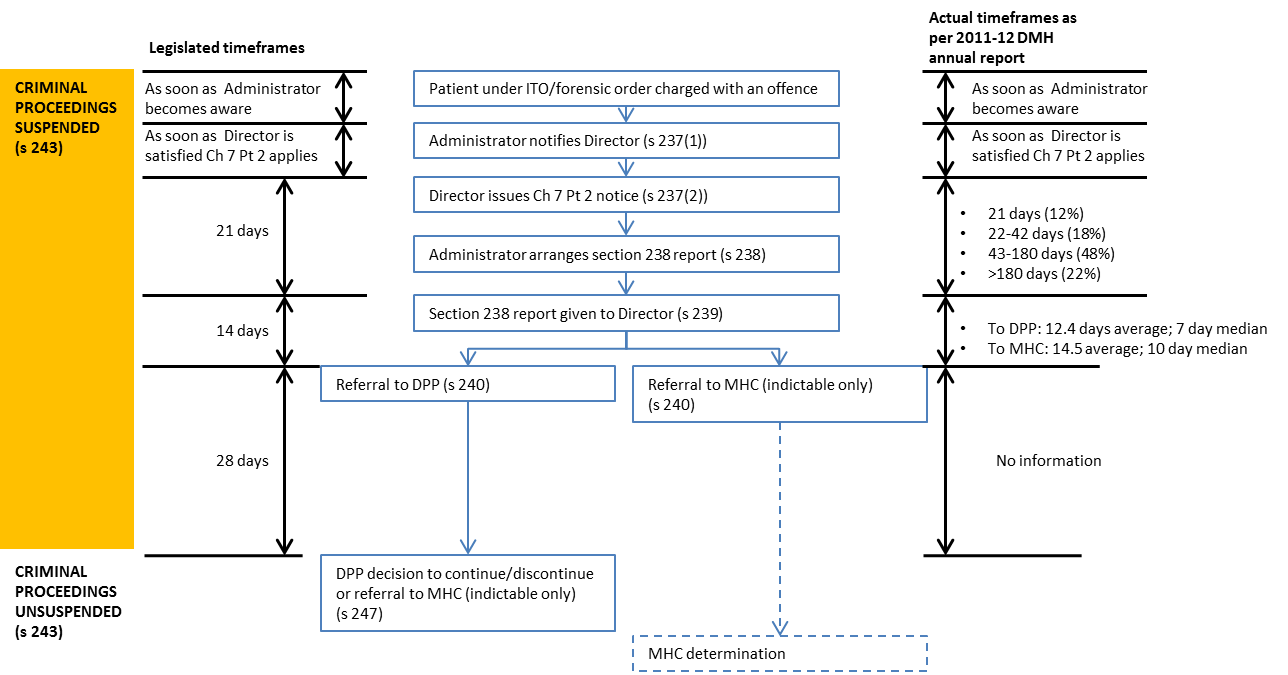 Legislated timeframes
Actual timeframes as
per 2011-12 DMH
annual report
CRIMINAL
PROCEEDINGS
SUSPENDED
(s 243)
As soon as Administrator
becomes aware
As soon as Director is
satisfied Ch 7 Pt 2 applies
21 days
14 days
28 days
Patient under ITO/forensic order charged with an offence
Administrator notifies Director (s 237(1))
Director issues Ch 7 Pt 2 notice (s 237(2))
Administrator arranges section 238 report (s 238)
Section 238 report given to Director (s 239)
Referral to DPP (s 240)
Referral to MHC (indictable only)
(s 240)
DPP decision to continue/discontinue
or referral to MHC (indictable only)
(s 247)
MHC determination
As soon as Administrator
becomes aware
As soon as Director is
satisfied Ch 7 Pt 2 applies
• 21 days (12%)
• 22-42 days (18%)
• 43-180 days (48%)
• >180 days (22%)
• To DPP: 12.4 days average; 7 day median
• To MHC: 14.5 average; 10 day median
No information
CRIMINAL
PROCEEDINGS
UNSUSPENDED
(s 243)